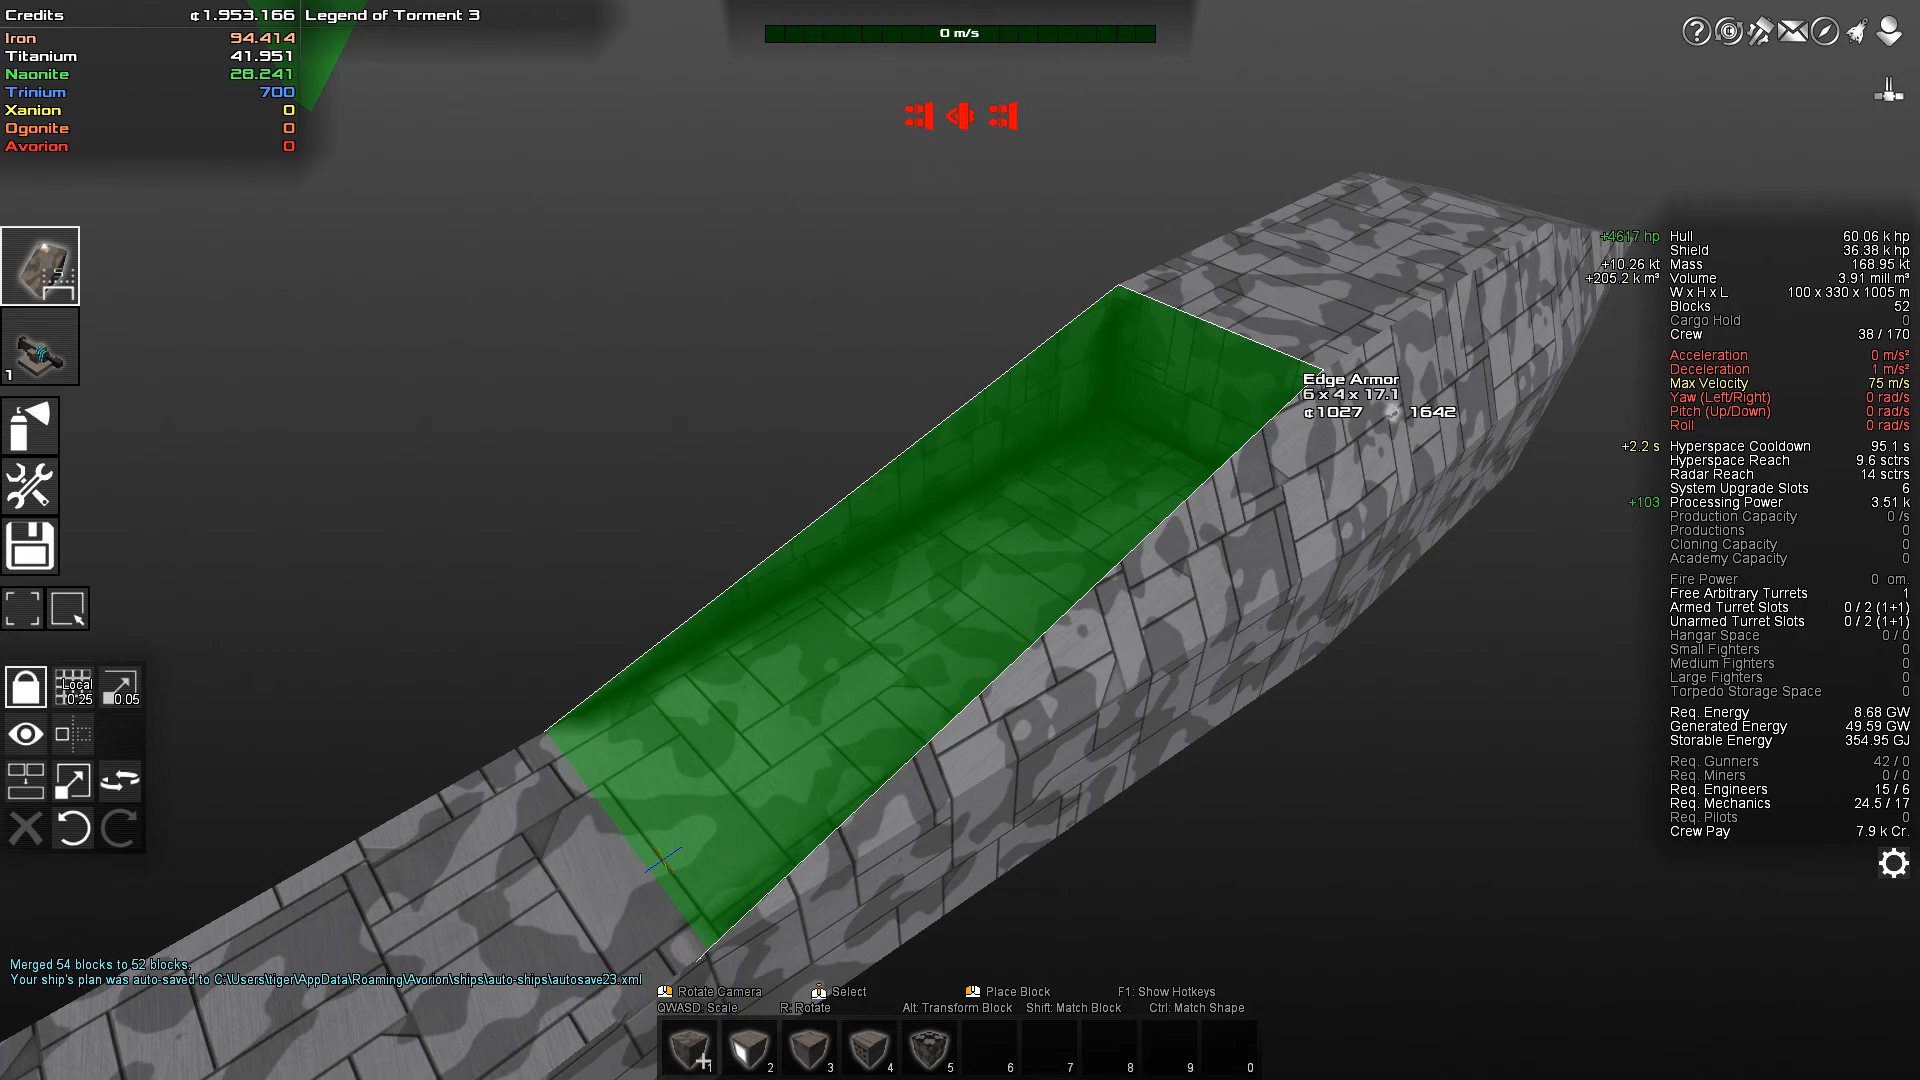 Credits ¢1.953.166 Legend of Torment 3
Iron 94.414
Titanium 41.951
Naonite 28.241
Trinium 700
Xanion 0
Ogonite 0
Avorion 0
0 m/s
+4617 hp Hull 60.06 k hp
Shield 36.38 k hp
+10.26 kt Mass 168.95 kt
+205.2 k m³ Volume 3.91 mill m³
W x H x L 100 x 330 x 1005 m
Blocks 52
Cargo Hold 0
Crew 38 / 170
Acceleration 0 m/s²
Deceleration 1 m/s²
Max Velocity 75 m/s
Yaw (Left/Right) 0 rad/s
Pitch (Up/Down) 0 rad/s
Roll 0 rad/s
+2.2 s Hyperspace Cooldown 95.1 s
Hyperspace Reach 9.6 sctrs
Radar Reach 14 sctrs
System Upgrade Slots 6
+103 Processing Power 3.51 k
Production Capacity 0 /s
Productions 0
Cloning Capacity 0
Academy Capacity 0
Fire Power 0 om.
Free Arbitrary Turrets 1
Armed Turret Slots 0 / 2 (1+1)
Unarmed Turret Slots 0 / 2 (1+1)
Hangar Space 0 / 0
Small Fighters 0
Medium Fighters 0
Large Fighters 0
Torpedo Storage Space 0
Req. Energy 8.68 GW
Generated Energy 49.59 GW
Storable Energy 354.95 GJ
Req. Gunners 42 / 0
Req. Miners 0 / 0
Req. Engineers 15 / 6
Req. Mechanics 24.5 / 17
Req. Pilots 0
Crew Pay 7.9 k Cr.
Edge Armor
6 x 4 x 17.1
¢1027 1642
S
1
Local
0.25 0.05
Merged 54 blocks to 52 blocks.
Your ship's plan was auto-saved to C:\Users\tiger\AppData\Roaming\Avorion\ships\auto-ships\autosave23.xml
Rotate Camera Select Place Block F1: Show Hotkeys
QWASD: Scale R: Rotate Alt: Transform Block Shift: Match Block Ctrl: Match Shape
1 2 3 4 5 6 7 8 9 0